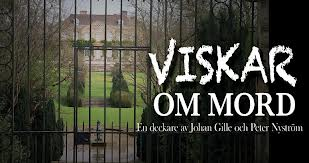 VISKAR
OM MORD
En deckare av Johan Gille och Peter Nyström